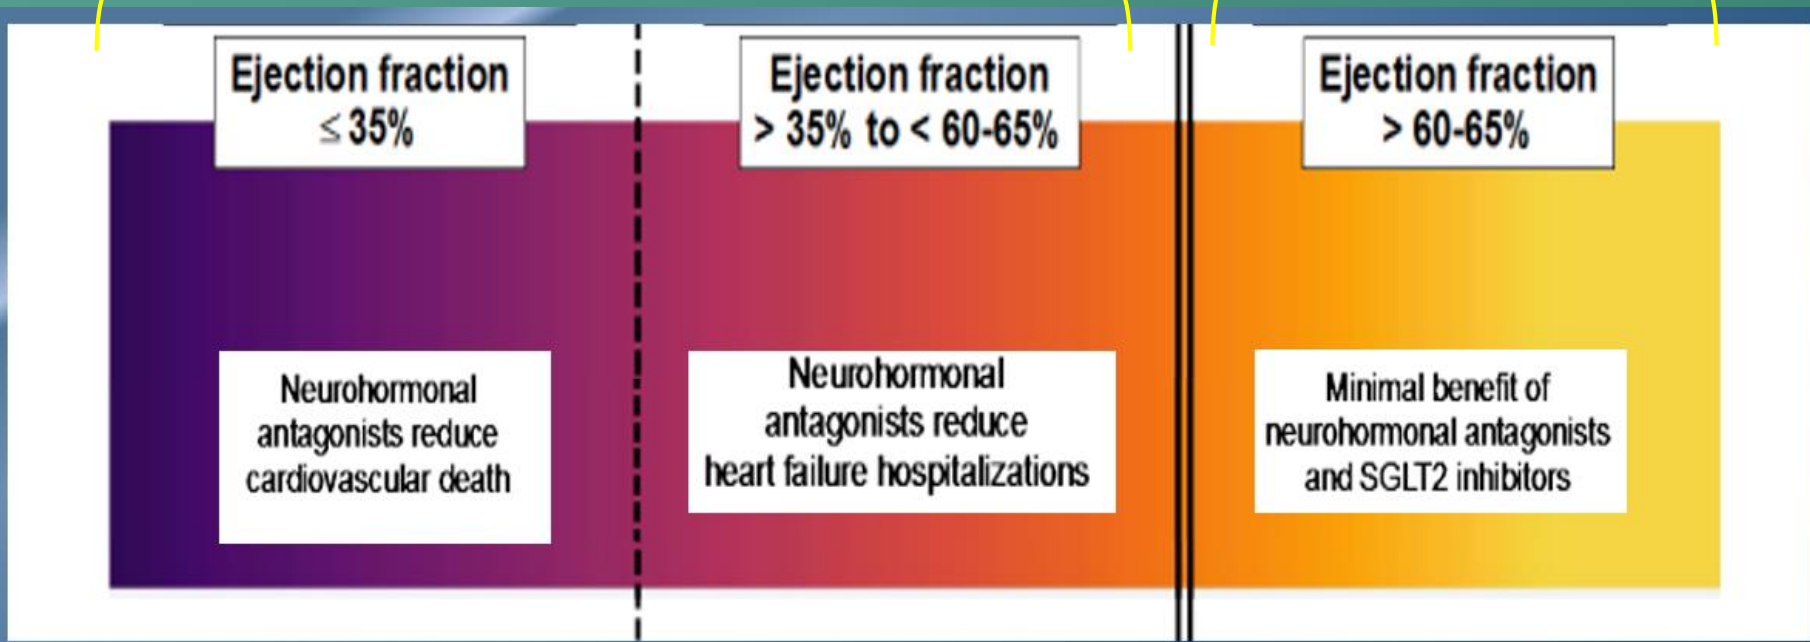 Ejection fraction
≤ 35%
Ejection fraction
> 35% to < 60-65%
Ejection fraction
> 60-65%
Neurohormonal
antagonists reduce
cardiovascular death
Neurohormonal
antagonists reduce
heart failure hospitalizations
Minimal benefit of
neurohormonal antagonists
and SGLT2 inhibitors